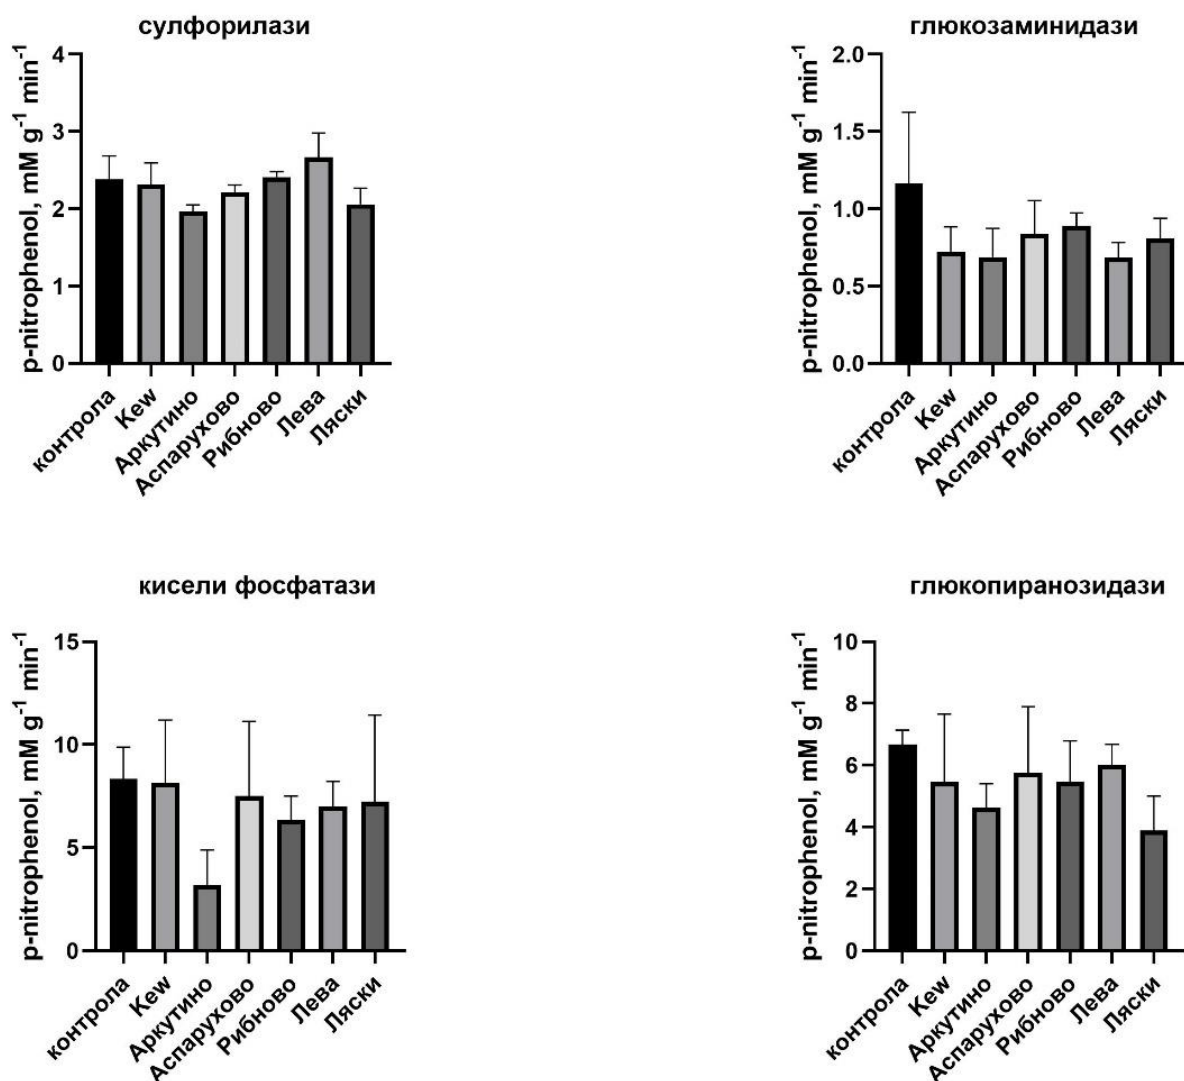 сулфорилази
p-nitrophenol, mM g⁻¹ min⁻¹
4
3
2
1
0
контрола
Kew
Аркутино
Аспарухово
Рибново
Лева
Ляски
глюкозаминидази
p-nitrophenol, mM g⁻¹ min⁻¹
2.0
1.5
1.0
0.5
0.0
контрола
Kew
Аркутино
Аспарухово
Рибново
Лева
Ляски
кисели фосфатази
p-nitrophenol, mM g⁻¹ min⁻¹
15
10
5
0
контрола
Kew
Аркутино
Аспарухово
Рибново
Лева
Ляски
глюкопиранозидази
p-nitrophenol, mM g⁻¹ min⁻¹
10
8
6
4
2
0
контрола
Kew
Аркутино
Аспарухово
Рибново
Лева
Ляски